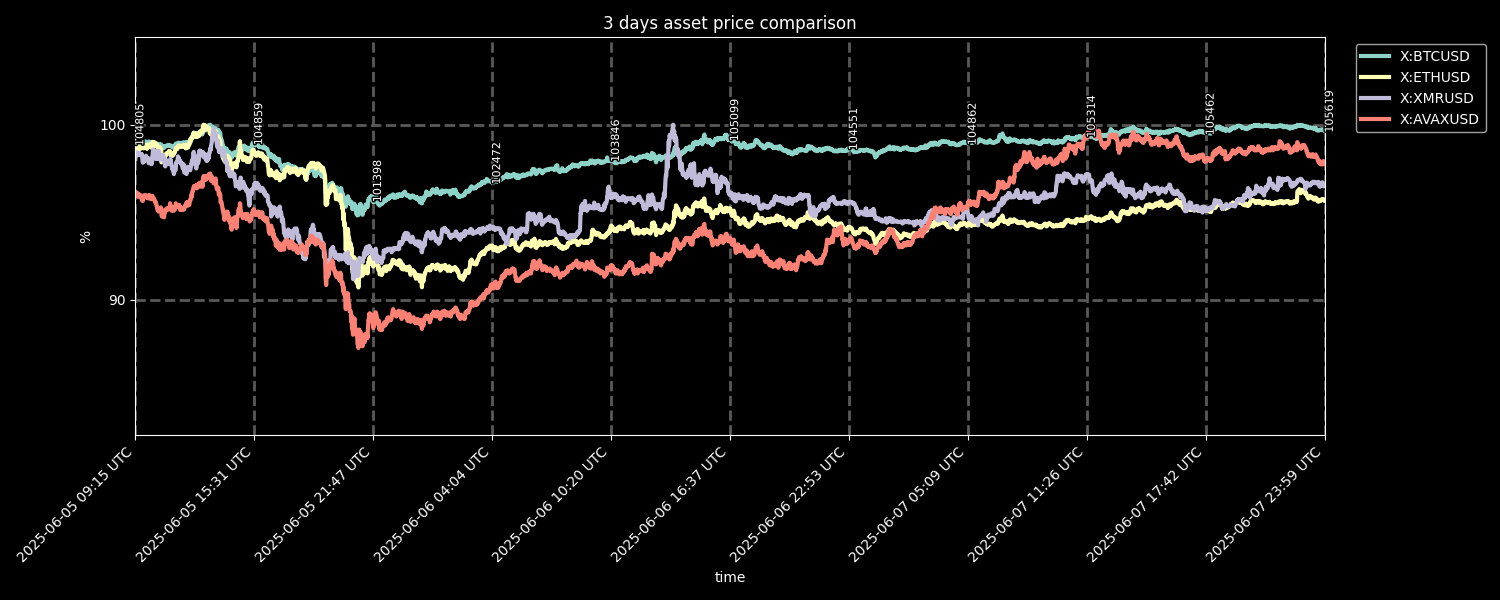 3 days asset price comparison
X:BTCUSD
X:ETHUSD
X:XMRUSD
X:AVAXUSD
100
90
%
104805
104859
101398
102472
103846
105099
104551
104862
105314
105462
105619
2025-06-05 09:15 UTC
2025-06-05 15:31 UTC
2025-06-05 21:47 UTC
2025-06-06 04:04 UTC
2025-06-06 10:20 UTC
2025-06-06 16:37 UTC
2025-06-06 22:53 UTC
2025-06-07 05:09 UTC
2025-06-07 11:26 UTC
2025-06-07 17:42 UTC
2025-06-07 23:59 UTC
time